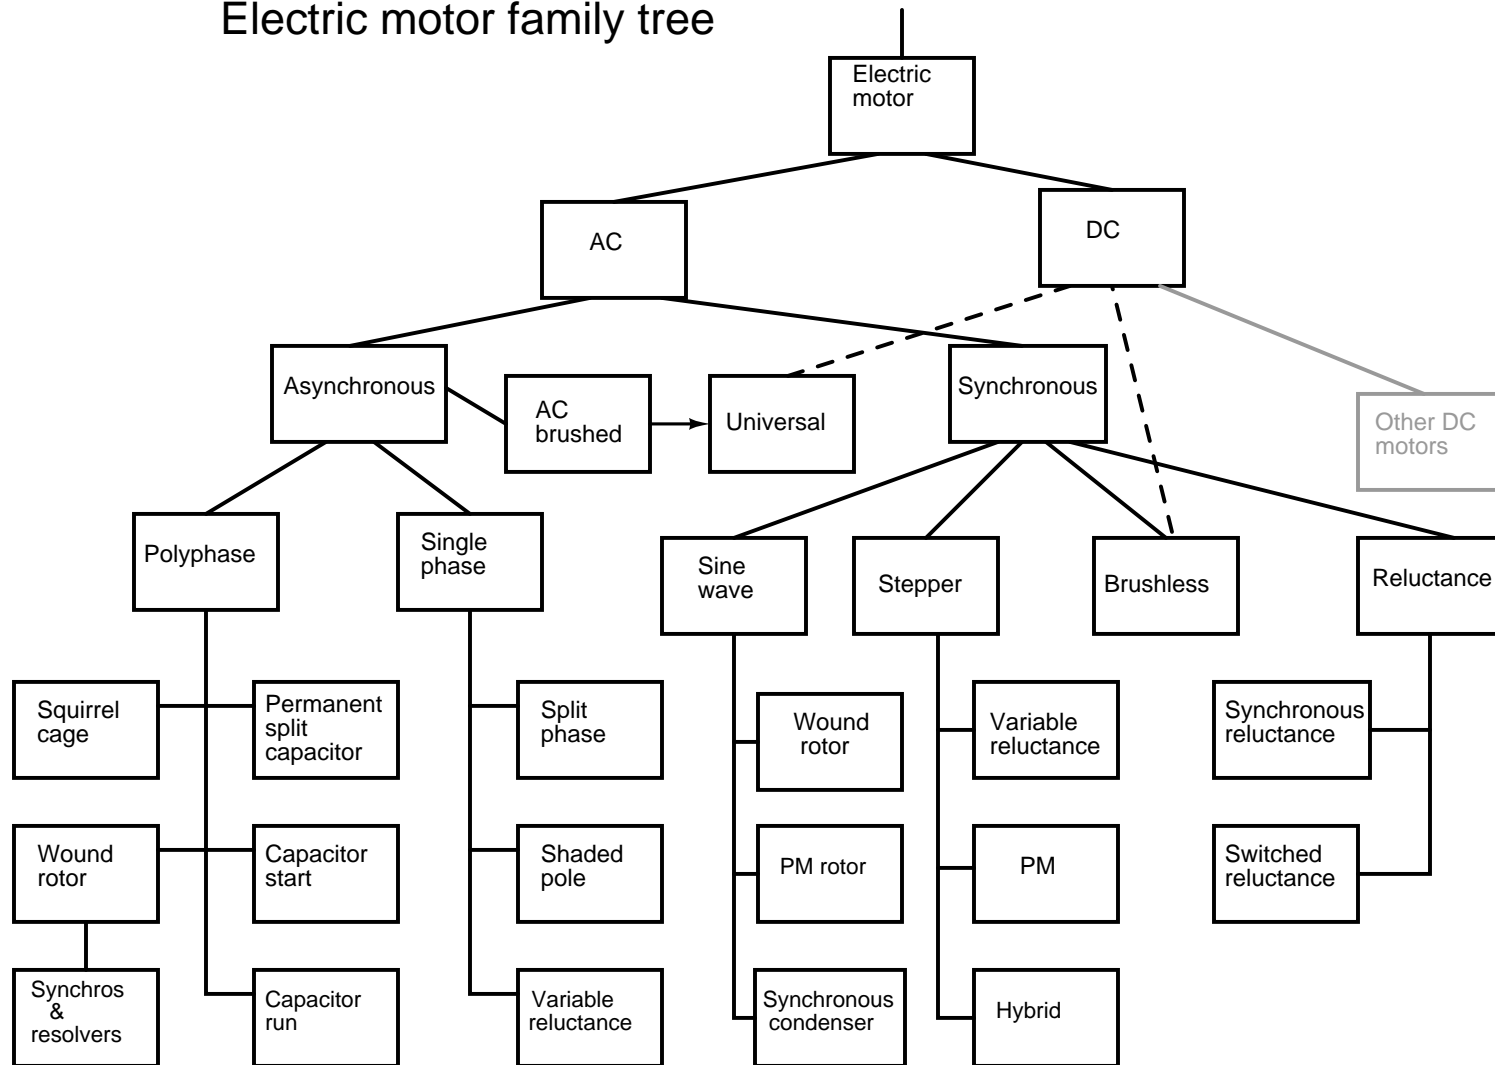 Electric motor family tree
Electric
motor
AC
DC
Asynchronous
AC
brushed
Universal
Synchronous
Other DC
motors
Polyphase
Single
phase
Sine
wave
Stepper
Brushless
Reluctance
Squirrel
cage
Permanent
split
capacitor
Split
phase
Wound
rotor
Variable
reluctance
Synchronous
reluctance
Wound
rotor
Capacitor
start
Shaded
pole
PM rotor
PM
Switched
reluctance
Synchros
&
resolvers
Capacitor
run
Variable
reluctance
Synchronous
condenser
Hybrid